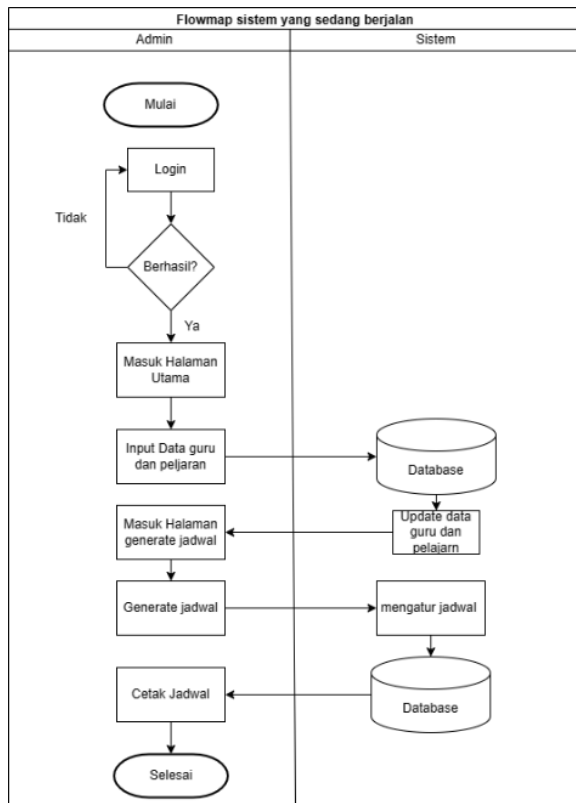 Flowmap sistem yang sedang berjalan
Admin
Sistem
Mulai
Login
Tidak
Berhasil?
Ya
Masuk Halaman
Utama
Input Data guru
dan peljaran
Database
Masuk Halaman
generate jadwal
Update data
guru dan
pelajarn
Generate jadwal
mengatur jadwal
Cetak Jadwal
Database
Selesai